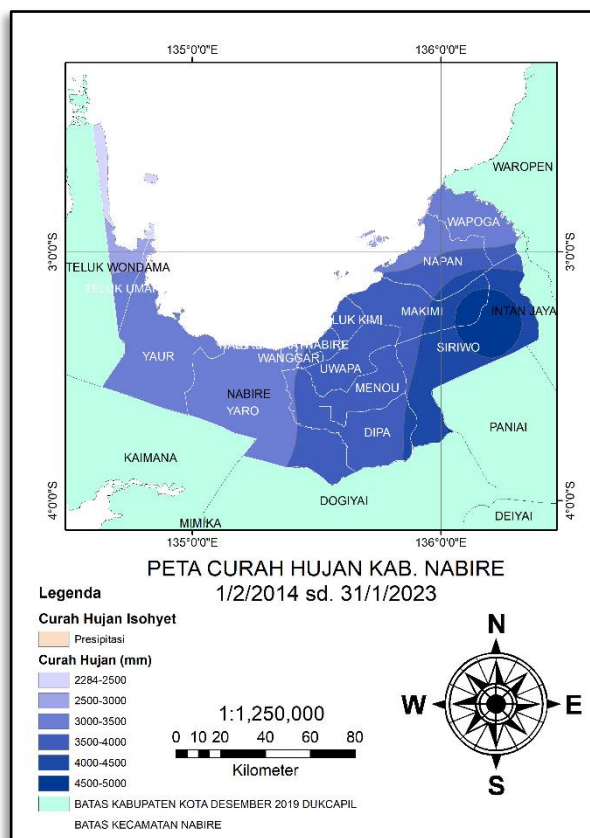 135°0'0"E 136°0'0"E
WAROPEN
WAPOGA
3°0'0"S 3°0'0"S
NAPAN
TELUK WONDAMA
TELUK UMAR
INTAN JAYA
MAKIMI
LUK KIMI
SIRIWO
NABIRE
YAUR
WANGGAR
UWAPA
NABIRE
MENOU
YARO
DIPA
PANIAI
KAIMANA
DOGIYAI
4°0'0"S 4°0'0"S
DEIYAI
MIMIKA
135°0'0"E 136°0'0"E
PETA CURAH HUJAN KAB. NABIRE
1/2/2014 sd. 31/1/2023
Legenda
Curah Hujan Isohyet
Presipitasi
Curah Hujan (mm)
2284-2500
2500-3000
3000-3500
3500-4000
4000-4500
4500-5000
BATAS KABUPATEN KOTA DESEMBER 2019 DUKCAPIL
BATAS KECAMATAN NABIRE
1:1,250,000
0 10 20 40 60 80
Kilometer
N
W E
S